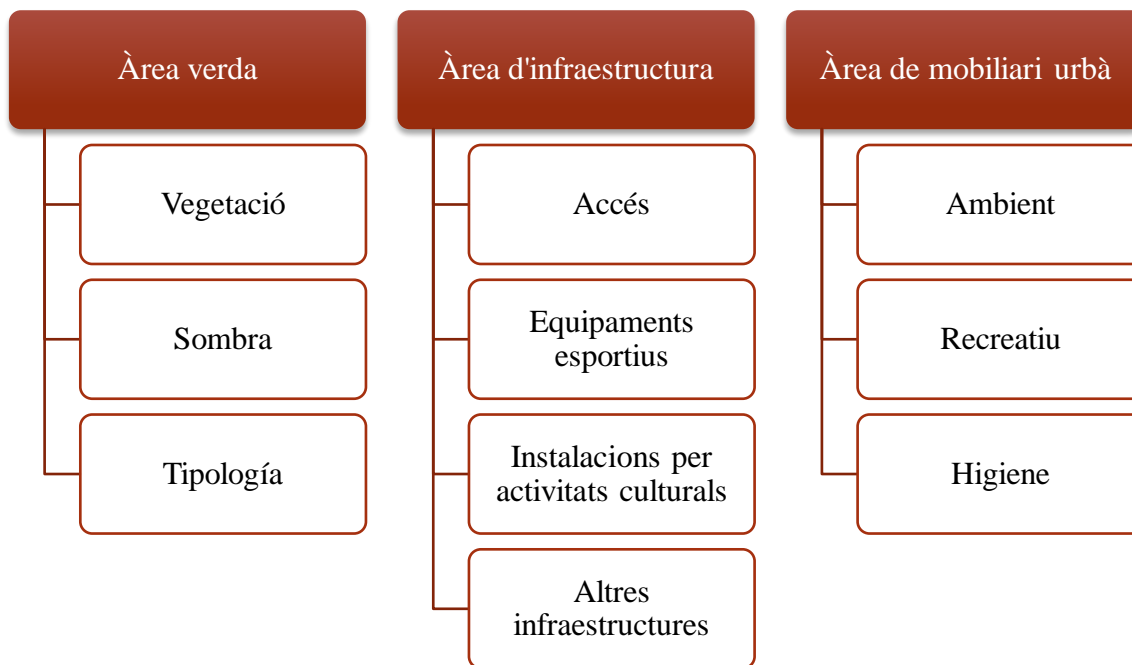 Àrea verda
Vegetació
Sombra
Tipología
Àrea d'infraestructura
Accés
Equipaments
esportius
Instalacions per
activitats culturals
Altres
infraestructures
Àrea de mobiliari urbà
Ambient
Recreatiu
Higiene